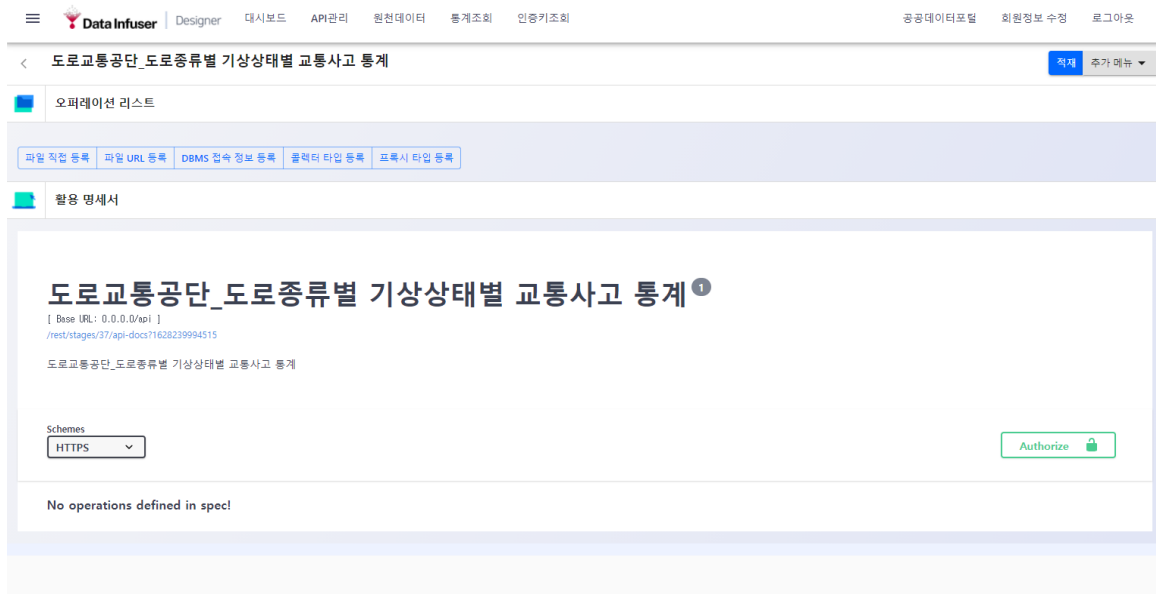 Data Infuser Designer 대시보드 API관리 원천데이터 통계조회 인증키조회 공공데이터포털 회원정보 수정 로그아웃
도로교통공단_도로종류별 기상상태별 교통사고 통계 적재 추가 메뉴
오퍼레이션 리스트
파일 직접 등록 파일 URL 등록 DBMS 접속 정보 등록 콜렉터 타입 등록 프록시 타입 등록
활용 명세서
도로교통공단_도로종류별 기상상태별 교통사고 통계 1
[ Base URL: 0.0.0.0/api ]
/rest/stages/37/api-docs?1628239994515
도로교통공단_도로종류별 기상상태별 교통사고 통계
Schemes
HTTPS Authorize
No operations defined in spec!